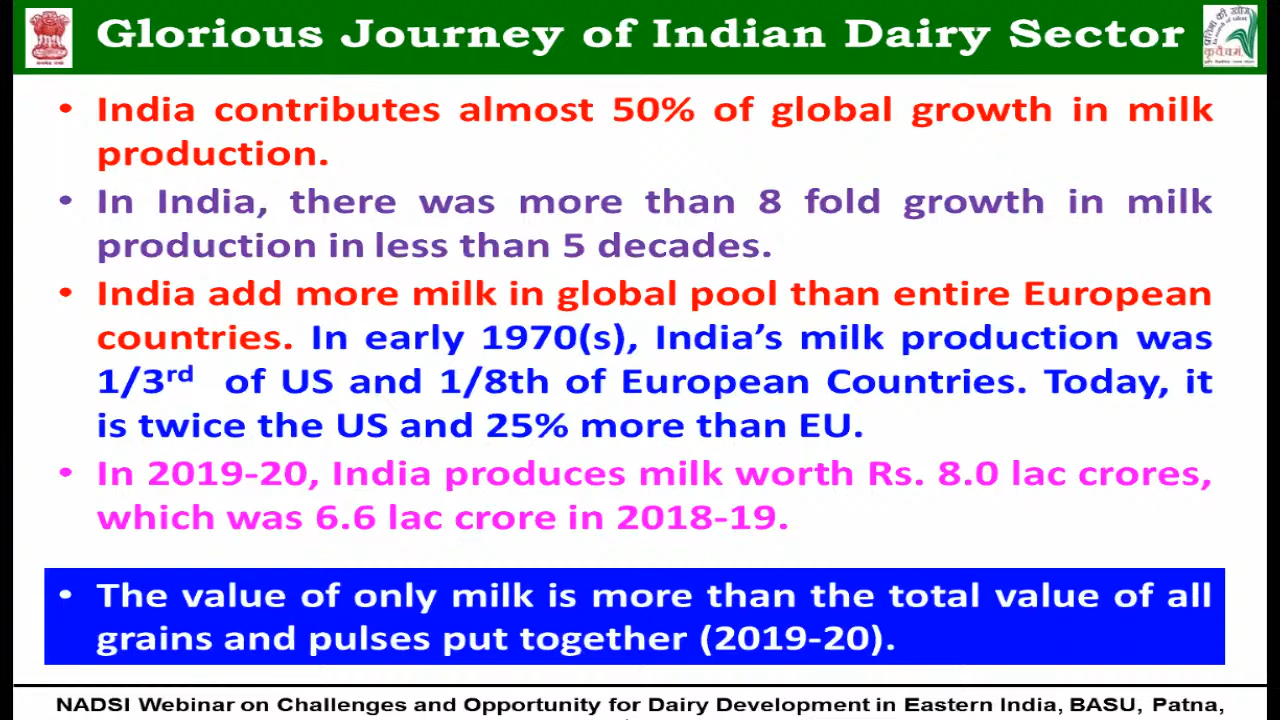 Glorious Journey of Indian Dairy Sector
• India contributes almost 50% of global growth in milk
production.
• In India, there was more than 8 fold growth in milk
production in less than 5 decades.
• India add more milk in global pool than entire European
countries. In early 1970(s), India’s milk production was
1/3rd of US and 1/8th of European Countries. Today, it
is twice the US and 25% more than EU.
• In 2019-20, India produces milk worth Rs. 8.0 lac crores,
which was 6.6 lac crore in 2018-19.
• The value of only milk is more than the total value of all
grains and pulses put together (2019-20).
NADSI Webinar on Challenges and Opportunity for Dairy Development in Eastern India, BASU, Patna,